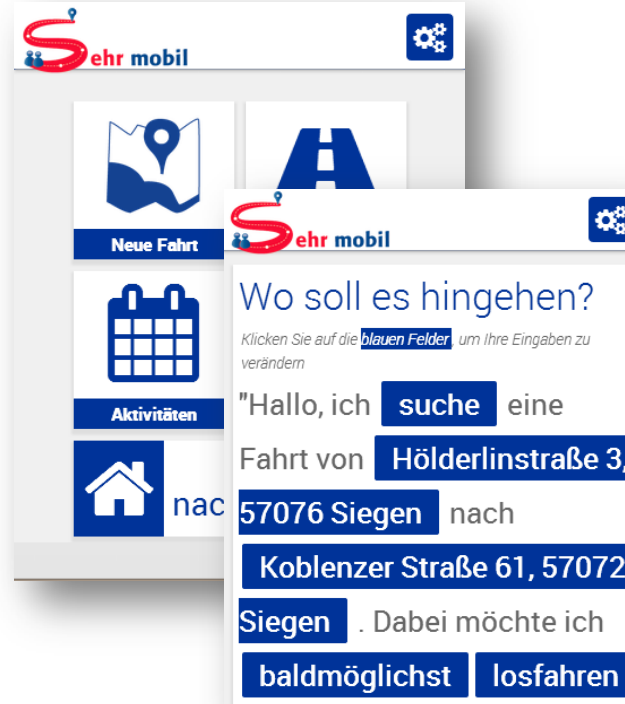 Sehr mobil
Neue Fahrt
Aktivitäten
nac
Sehr mobil
Wo soll es hingehen?
Klicken Sie auf die blauen Felder, um Ihre Eingaben zu
verändern
"Hallo, ich suche eine
Fahrt von Hölderlinstraße 3,
57076 Siegen nach
Koblenzer Straße 61, 57072
Siegen . Dabei möchte ich
baldmöglichst losfahren